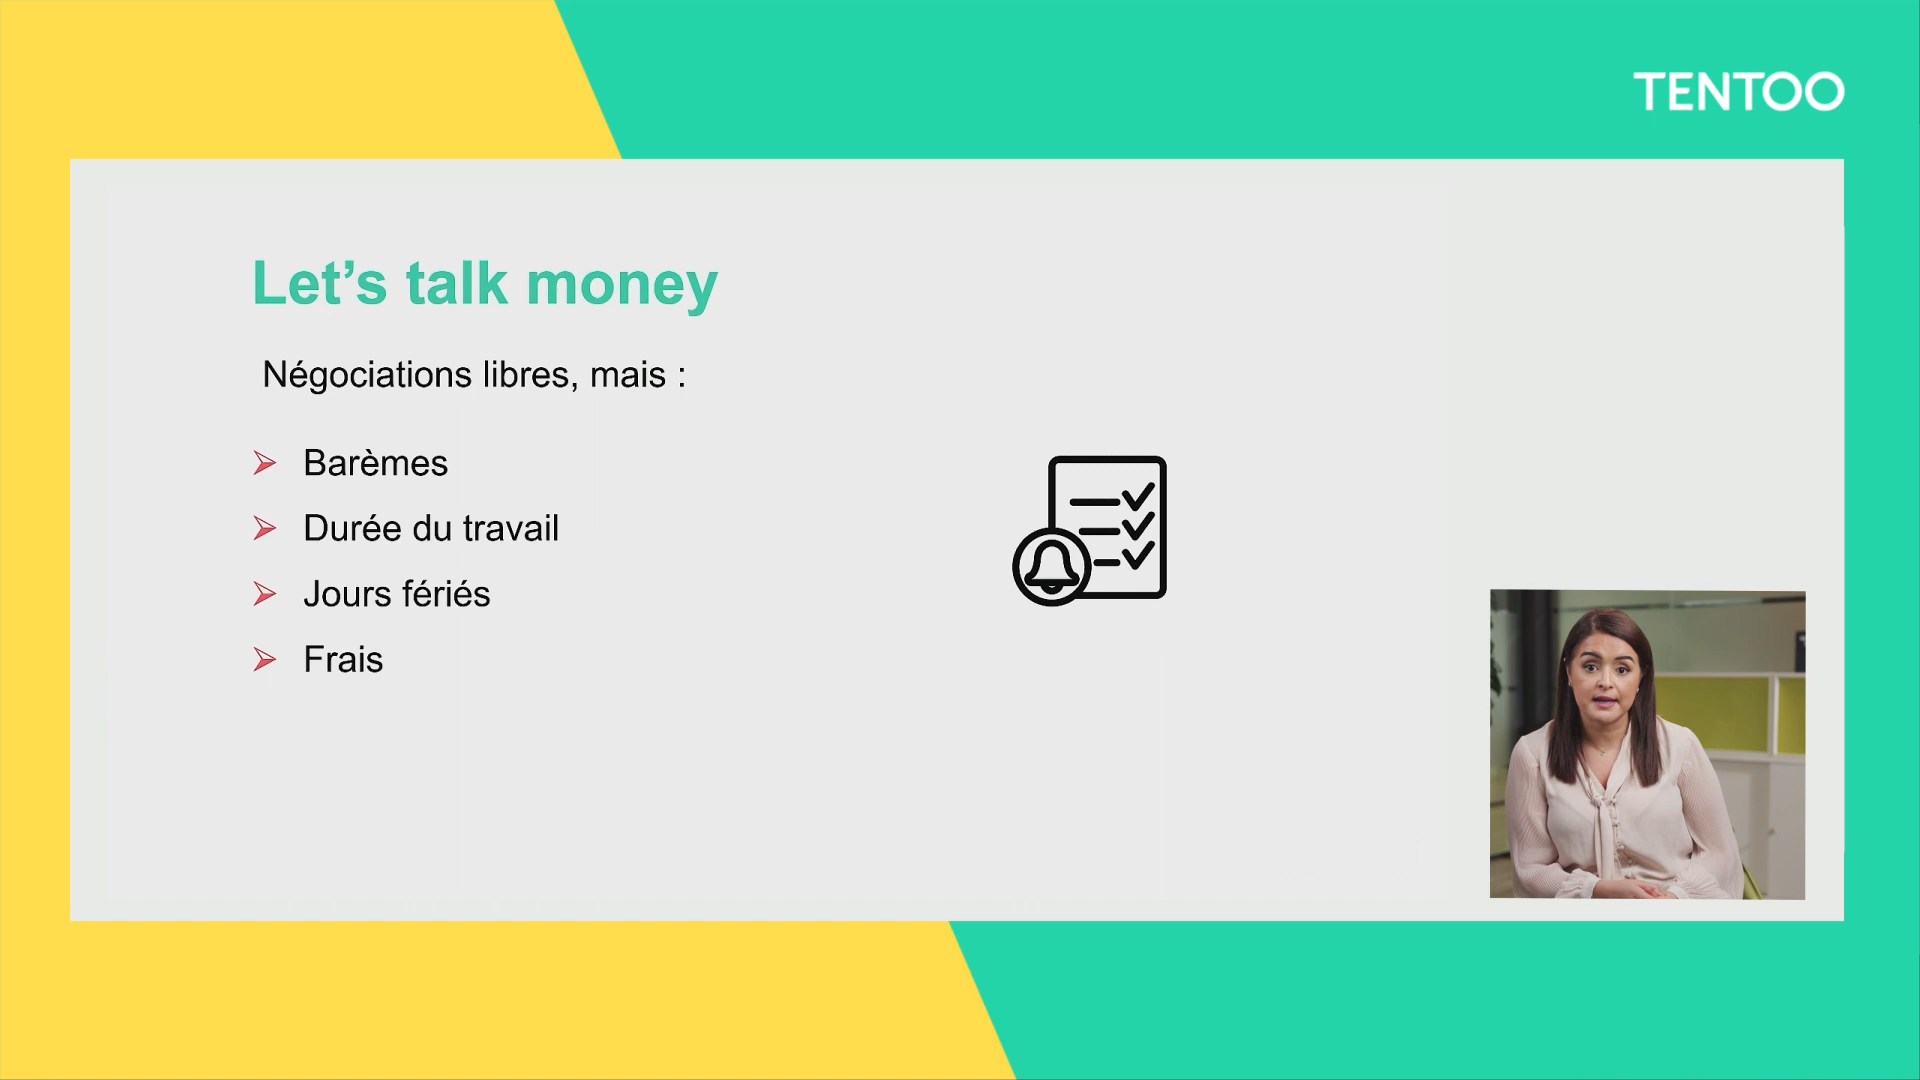 TENTOO
Let’s talk money
Négociations libres, mais :
Barèmes
Durée du travail
Jours fériés
Frais